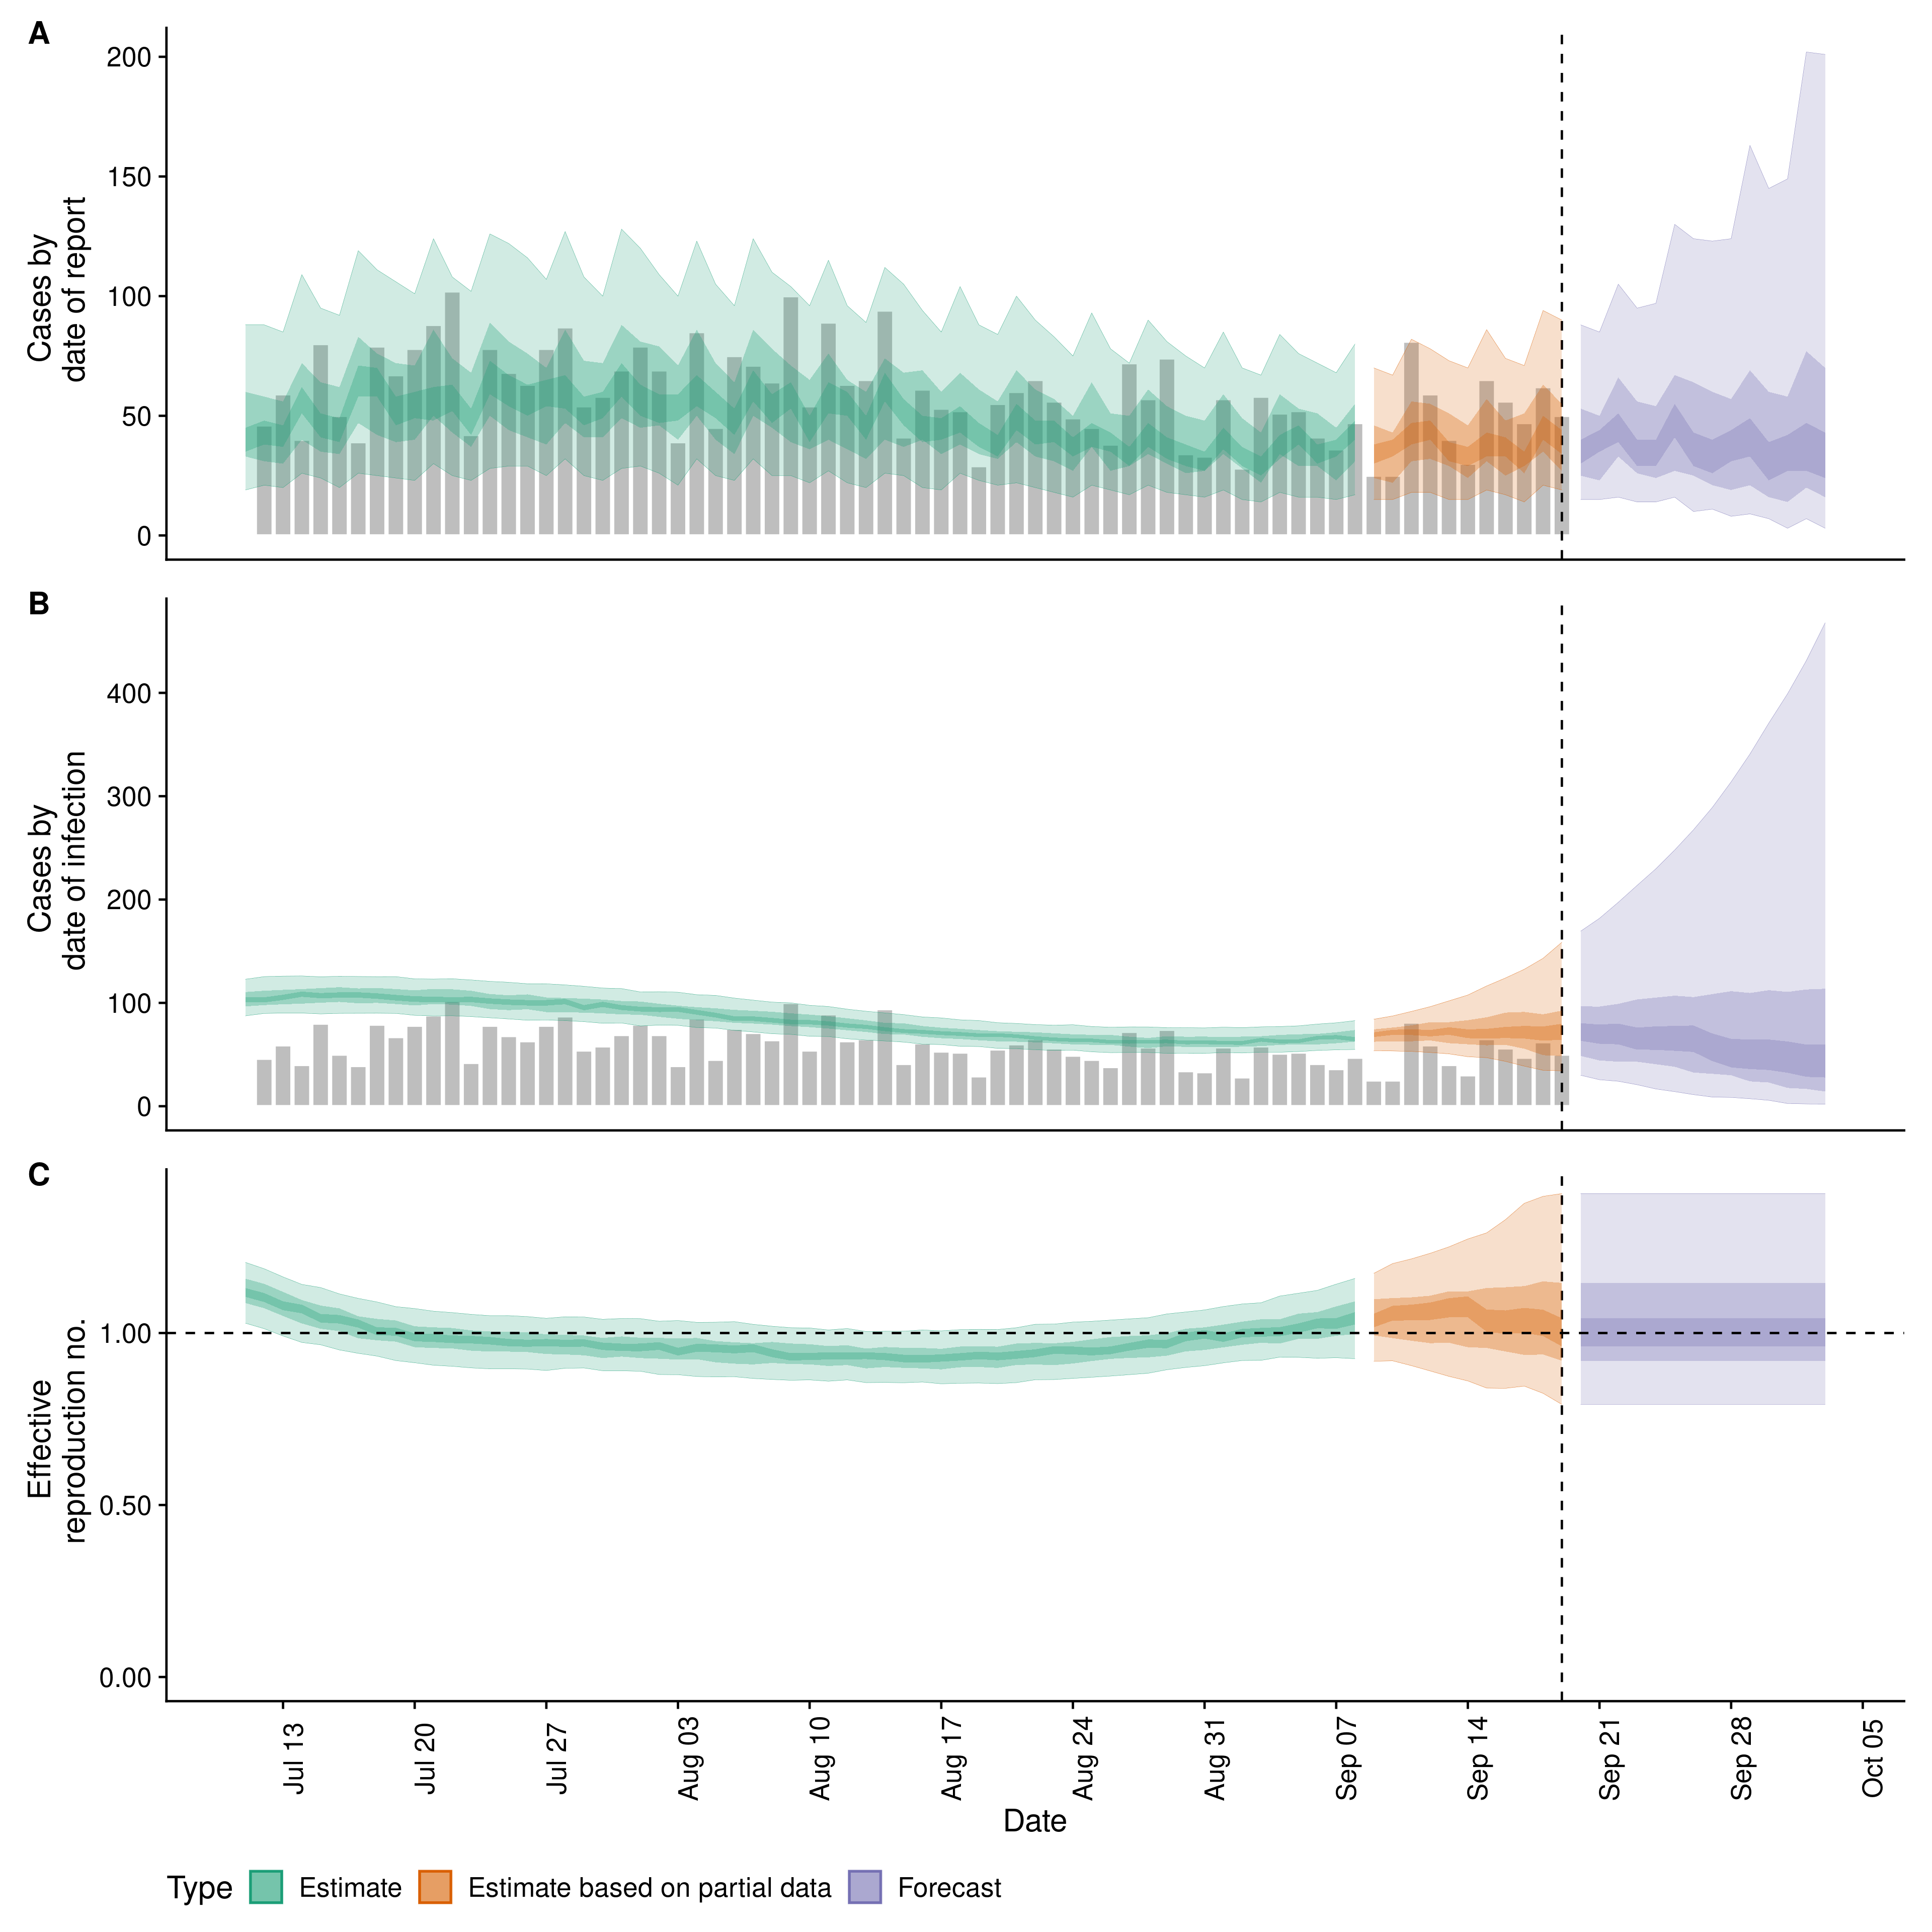 A
Cases by
date of report
200
150
100
50
0
B
Cases by
date of infection
400
300
200
100
0
C
Effective
reproduction no.
1.00
0.50
0.00
Jul 13
Jul 20
Jul 27
Aug 03
Aug 10
Aug 17
Aug 24
Aug 31
Sep 07
Sep 14
Sep 21
Sep 28
Oct 05
Date
Type Estimate Estimate based on partial data Forecast